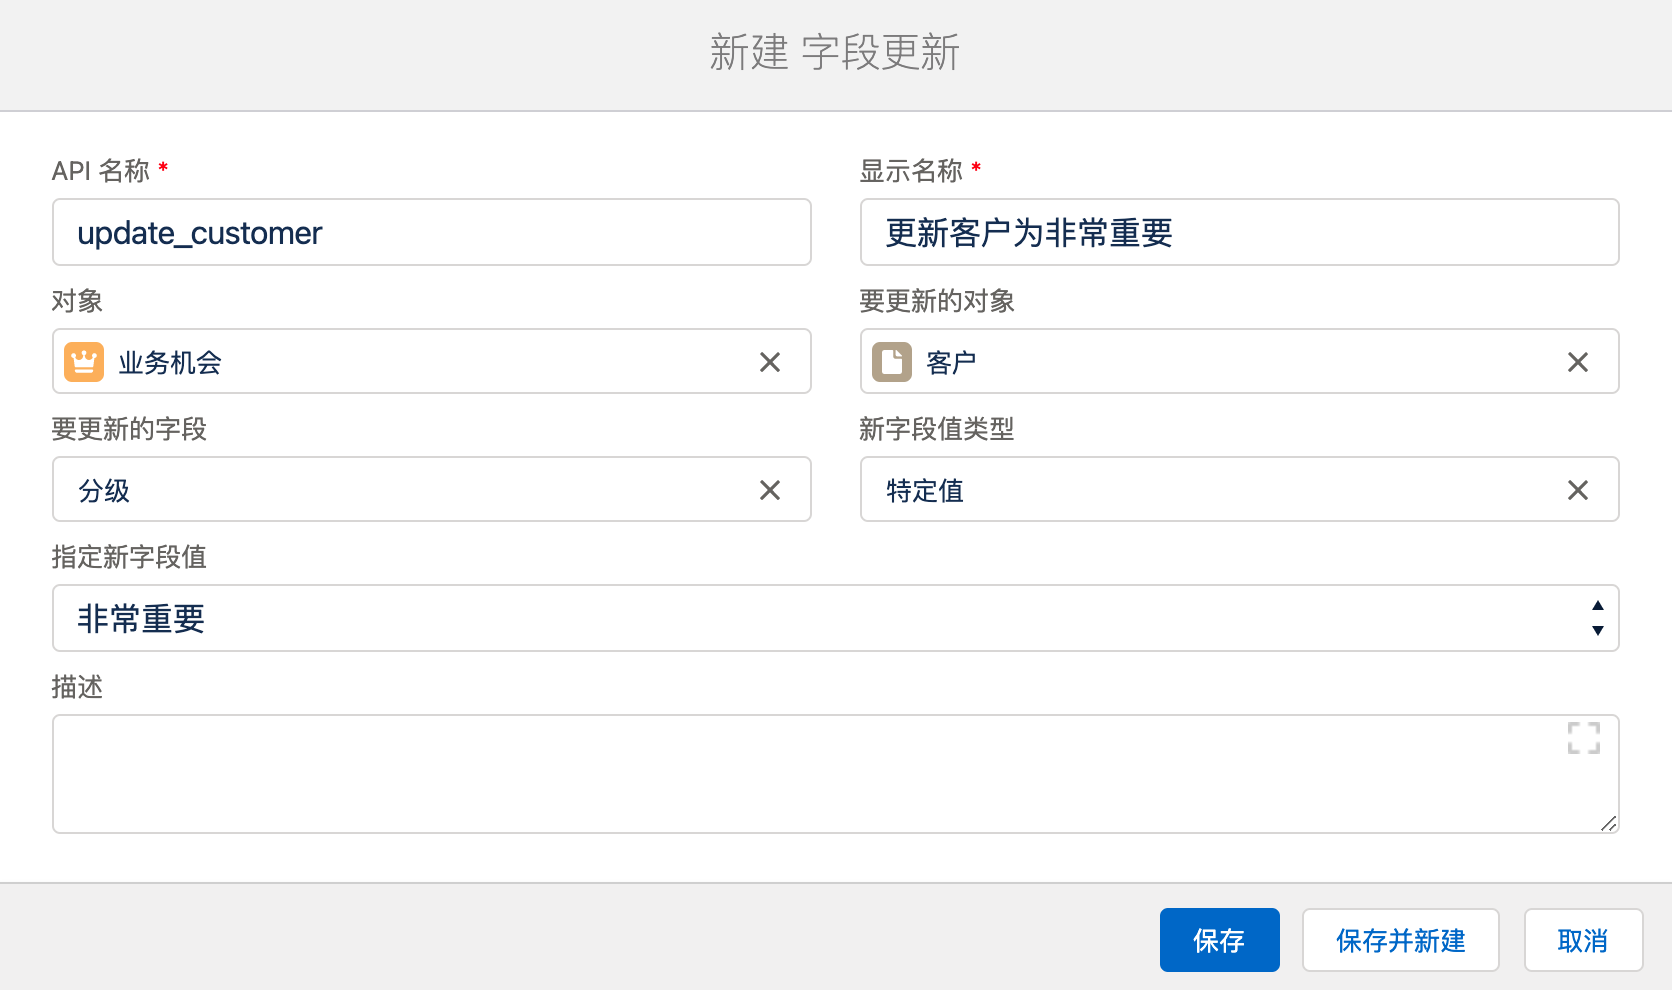 新建 字段更新
API 名称 *
显示名称 *
update_customer
更新客户为非常重要
对象
要更新的对象
业务机会
客户
要更新的字段
新字段值类型
分级
特定值
指定新字段值
非常重要
描述
保存
保存并新建
取消